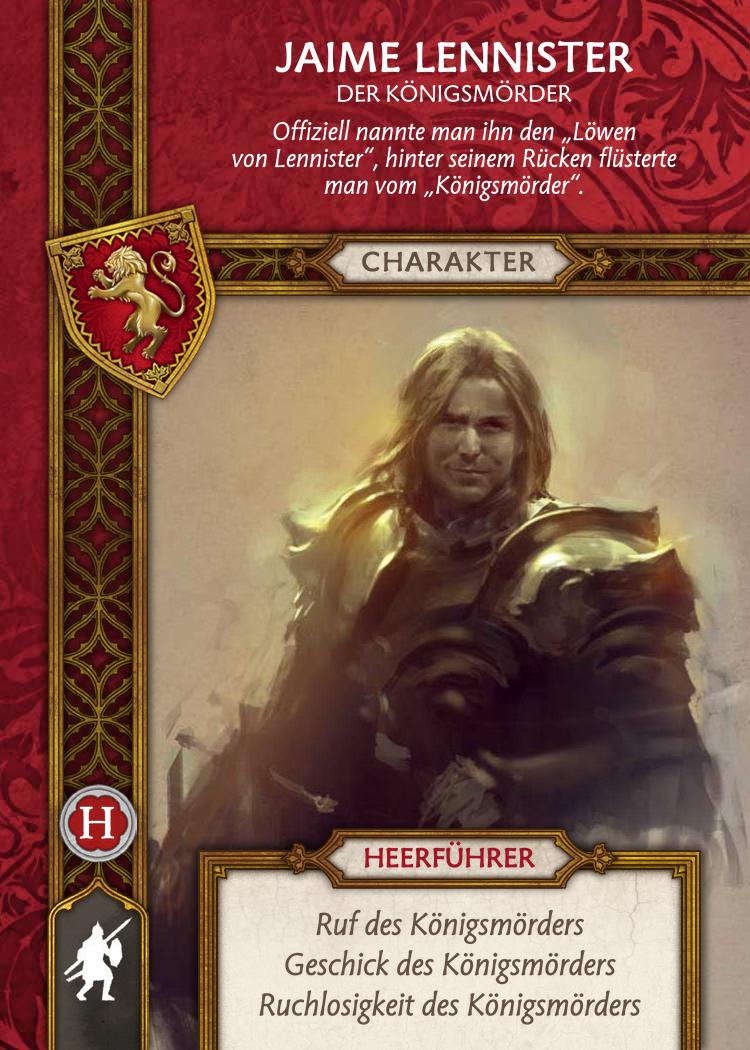 JAIME LENNISTER
DER KÖNIGSMÖRDER
Offiziell nannte man ihn den „Löwen
von Lennister“, hinter seinem Rücken flüsterte
man vom „Königsmörder“.
CHARAKTER
H
HEERFÜHRER
Ruf des Königsmörders
Geschick des Königsmörders
Ruchlosigkeit des Königsmörders